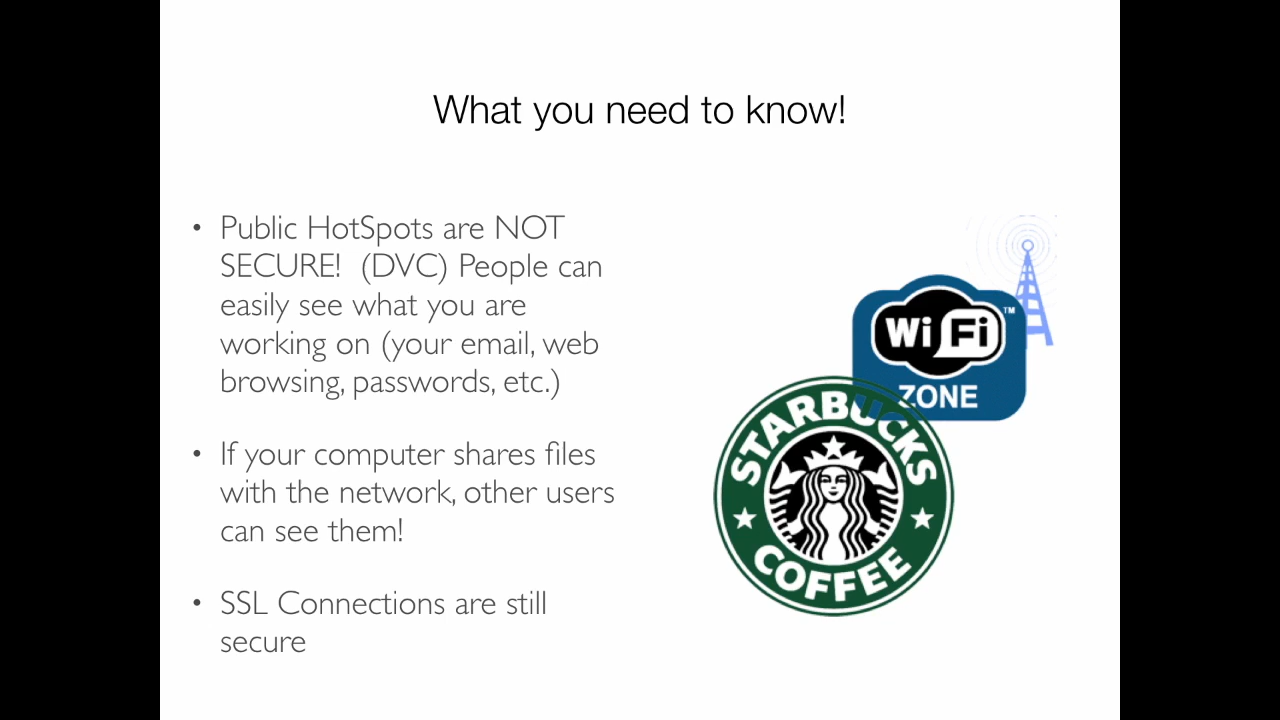 What you need to know!
• Public HotSpots are NOT
SECURE!  (DVC) People can
easily see what you are
working on (your email, web
browsing, passwords, etc.)
• If your computer shares files
with the network, other users
can see them!
• SSL Connections are still
secure
Wi Fi ™
ZONE
STARBUCKS
COFFEE